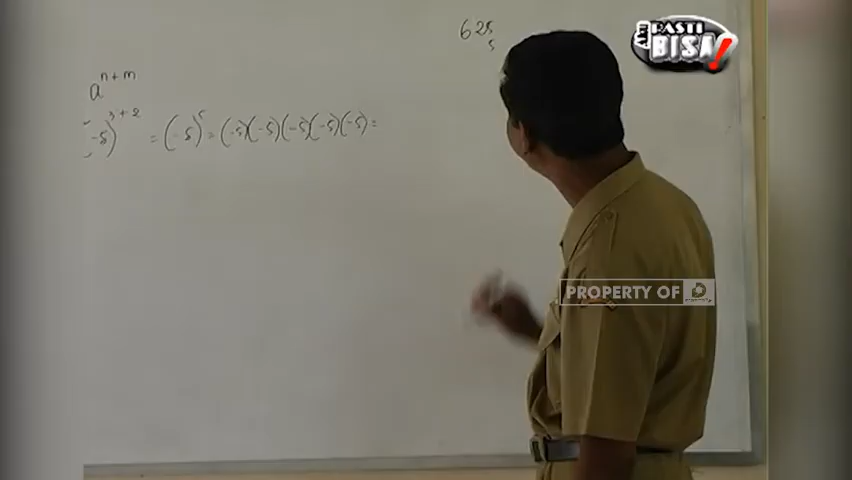 625
5
PASTI
BISA!
a^{n+m}
(-5)^{3+2} = (-5)^5 = (-5)(-5)(-5)(-5)(-5) =
PROPERTY OF